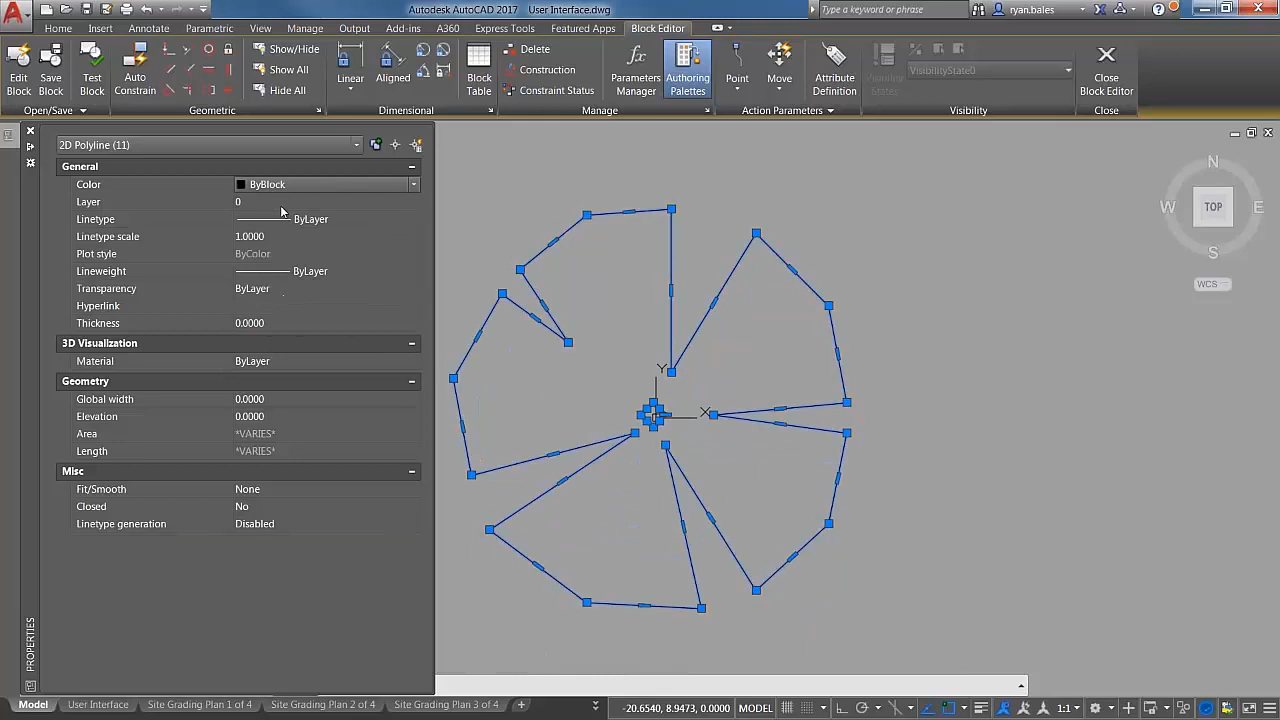 Autodesk AutoCAD 2017 User Interface.dwg
Type a keyword or phrase
ryan.bales
Home Insert Annotate Parametric View Manage Output Add-ins A360 Express Tools Featured Apps Block Editor
Edit Block
Save Block
Test Block
Auto Constrain
Show/Hide
Show All
Hide All
Linear
Aligned
Block Table
Delete
Construction
Constraint Status
fx
Parameters Manager
Authoring Palettes
Point
Move
Attribute Definition
Visibility States
VisibilityState0
Close Block Editor
Open/Save Geometric Dimensional Manage Action Parameters Visibility Close
2D Polyline (11)
General
Color ByBlock
Layer 0
Linetype ByLayer
Linetype scale 1.0000
Plot style ByColor
Lineweight ByLayer
Transparency ByLayer
Hyperlink
Thickness 0.0000
3D Visualization
Material ByLayer
Geometry
Global width 0.0000
Elevation 0.0000
Area *VARIES*
Length *VARIES*
Misc
Fit/Smooth None
Closed No
Linetype generation Disabled
PROPERTIES
Y
X
N
W TOP E
S
WCS
Model User Interface Site Grading Plan 1 of 4 Site Grading Plan 2 of 4 Site Grading Plan 3 of 4
-20.6540, 8.9473, 0.0000 MODEL 1:1